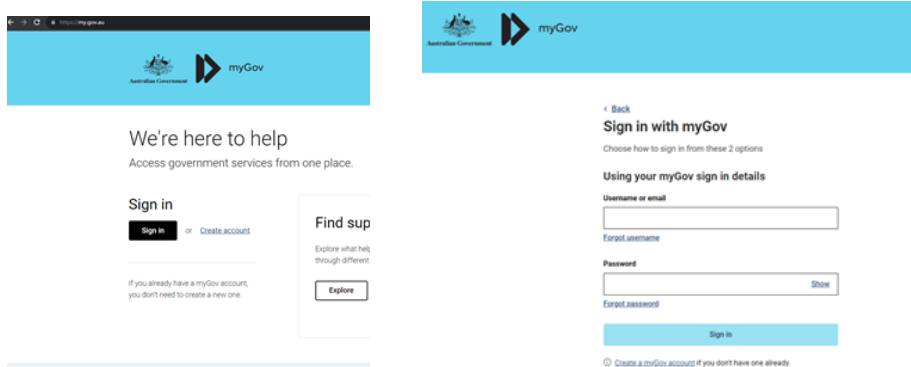 https://my.gov.au
Australian Government
myGov
We're here to help
Access government services from one place.
Sign in
Sign in or Create account
If you already have a myGov account,
you don't need to create a new one.
Find sup
Explore what help
through different
Explore
Australian Government
myGov
‹ Back
Sign in with myGov
Choose how to sign in from these 2 options
Using your myGov sign in details
Username or email
Forgot username
Password
Show
Forgot password
Sign in
Create a myGov account if you don't have one already.